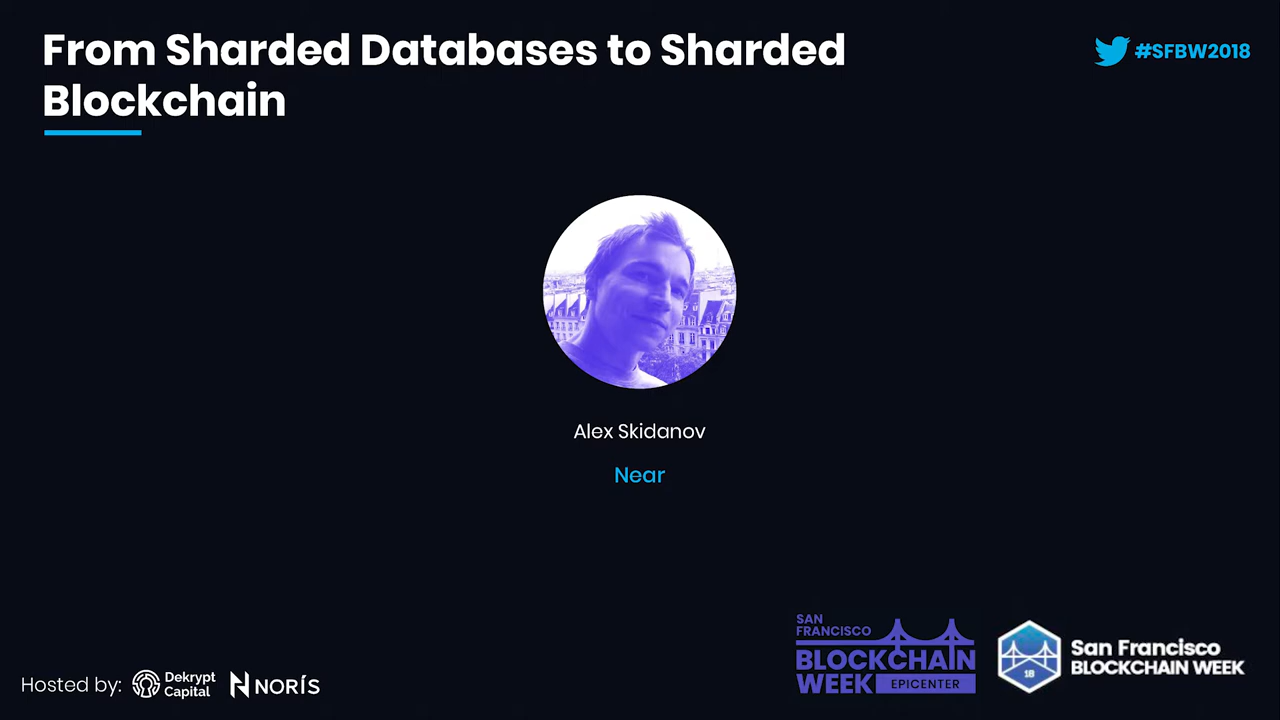 From Sharded Databases to Sharded
Blockchain
#SFBW2018
Alex Skidanov
Near
Hosted by:
Dekrypt
Capital
NORÍS
SAN
FRANCISCO
BLOCKCHAIN
WEEK EPICENTER
18
San Francisco
BLOCKCHAIN WEEK